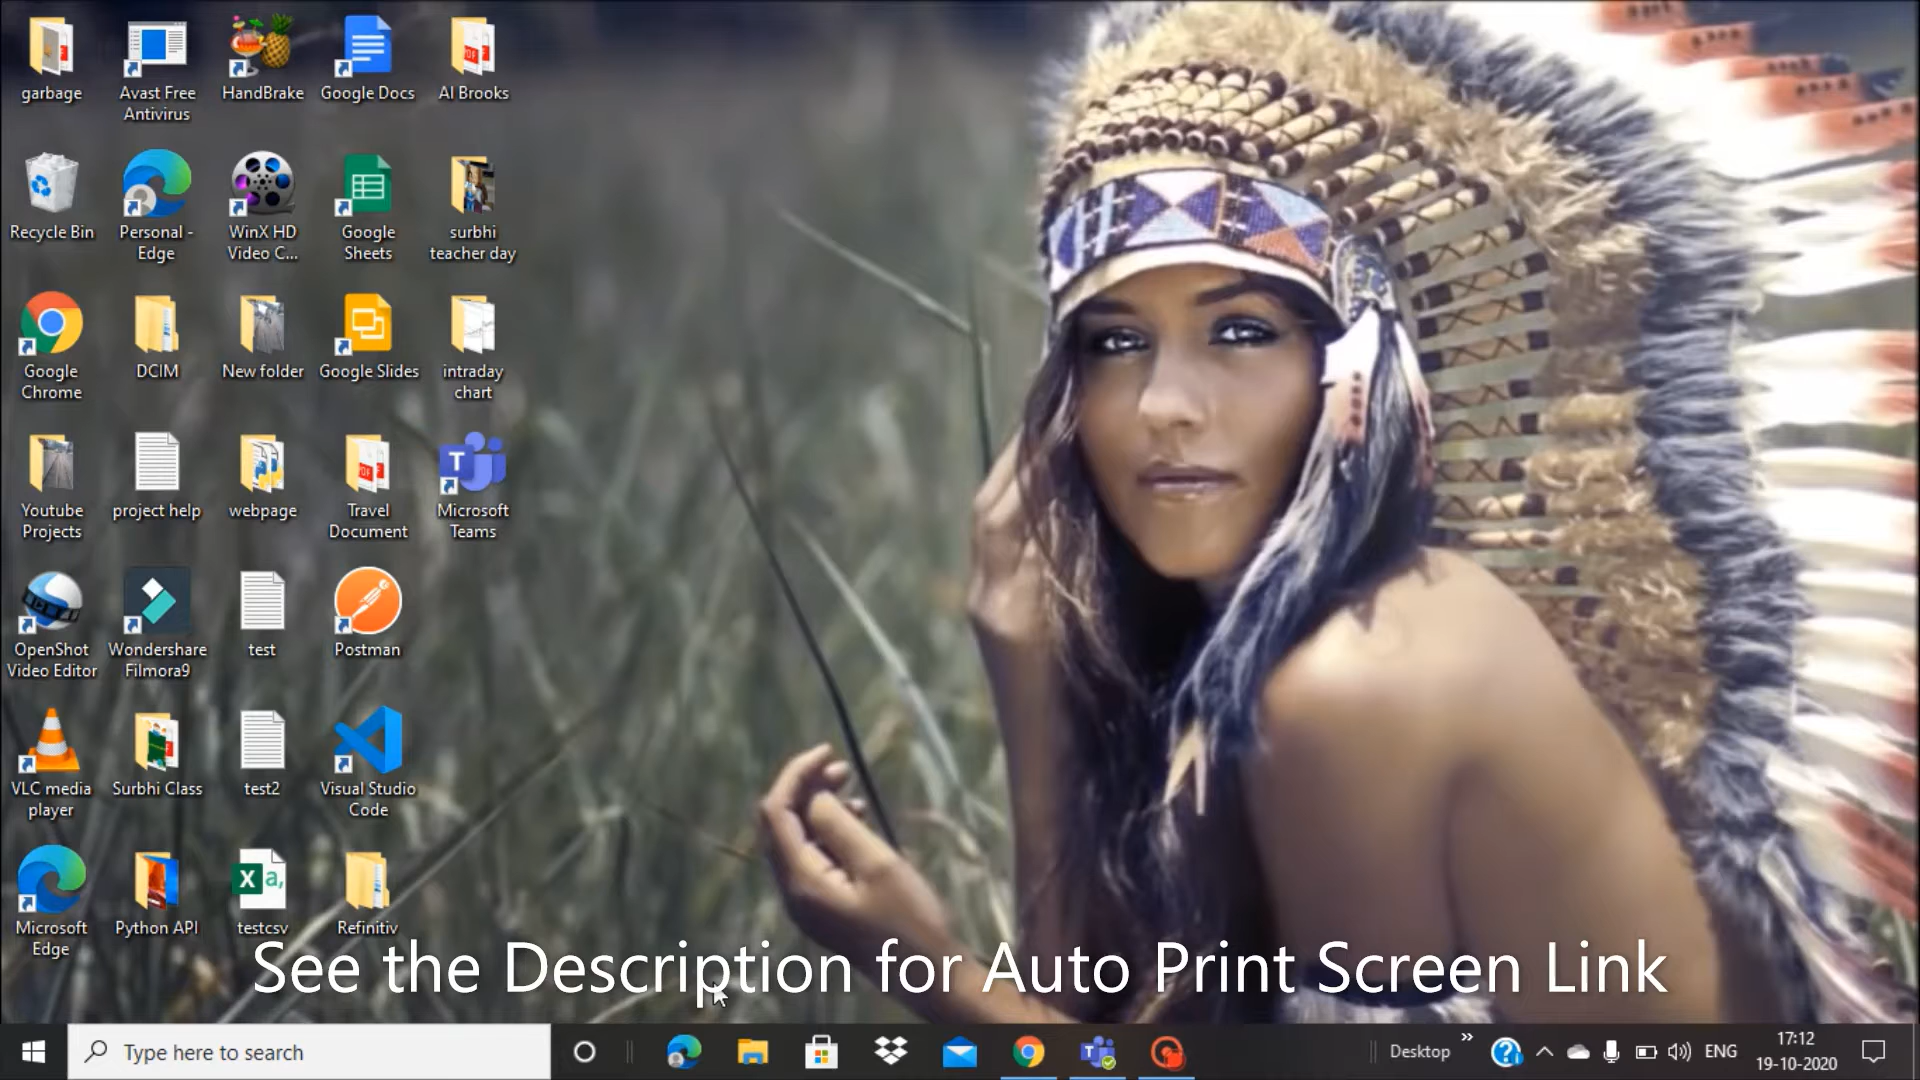 garbage
Avast Free
Antivirus
HandBrake
Google Docs
AI Brooks
Recycle Bin
Personal -
Edge
WinX HD
Video C...
Google
Sheets
surbhi
teacher day
Google
Chrome
DCIM
New folder
Google Slides
intraday
chart
Youtube
Projects
project help
webpage
Travel
Document
Microsoft
Teams
OpenShot
Video Editor
Wondershare
Filmora9
test
Postman
VLC media
player
Surbhi Class
test2
Visual Studio
Code
Microsoft
Edge
Python API
testcsv
Refinitiv
See the Description for Auto Print Screen Link
Type here to search
Desktop
ENG
17:12
19-10-2020